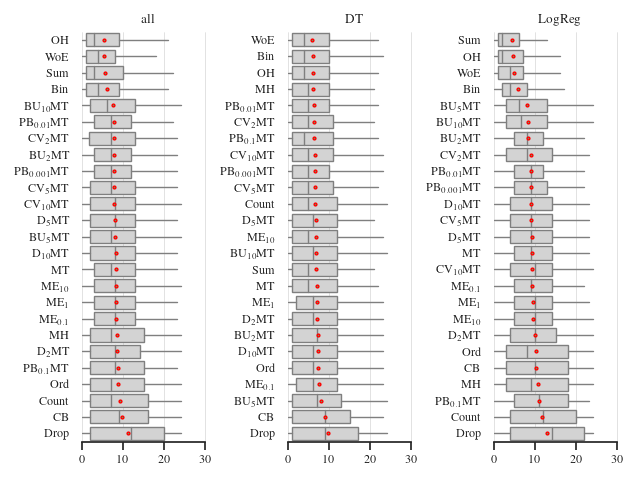 all DT LogReg
OH WoE Sum
WoE Bin OH
Sum OH WoE
Bin MH Bin
BU10MT PB0.01MT BU5MT
PB0.01MT CV2MT BU10MT
CV2MT PB0.1MT BU2MT
BU2MT CV10MT CV2MT
PB0.001MT PB0.001MT PB0.01MT
CV5MT CV5MT PB0.001MT
CV10MT Count D10MT
D5MT D5MT CV5MT
BU5MT ME10 D5MT
D10MT BU10MT MT
MT Sum CV10MT
ME10 MT ME0.1
ME1 ME1 ME1
ME0.1 D2MT ME10
MH BU2MT D2MT
D2MT D10MT Ord
PB0.1MT Ord CB
Ord ME0.1 MH
Count BU5MT PB0.1MT
CB CB Count
Drop Drop Drop
0 10 20 30 0 10 20 30 0 10 20 30